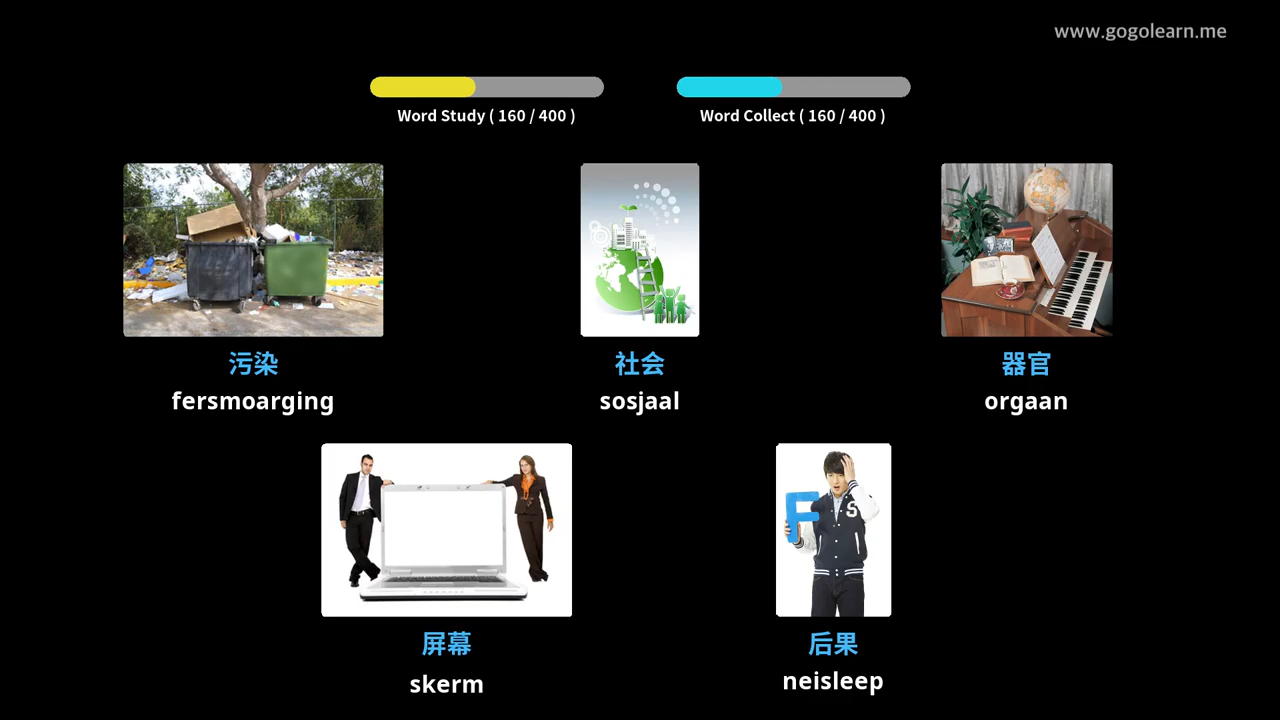 www.gogolearn.me
Word Study ( 160 / 400 )
Word Collect ( 160 / 400 )
污染
fersmoarging
社会
sosjaal
器官
orgaan
F
S
屏幕
skerm
后果
neisleep